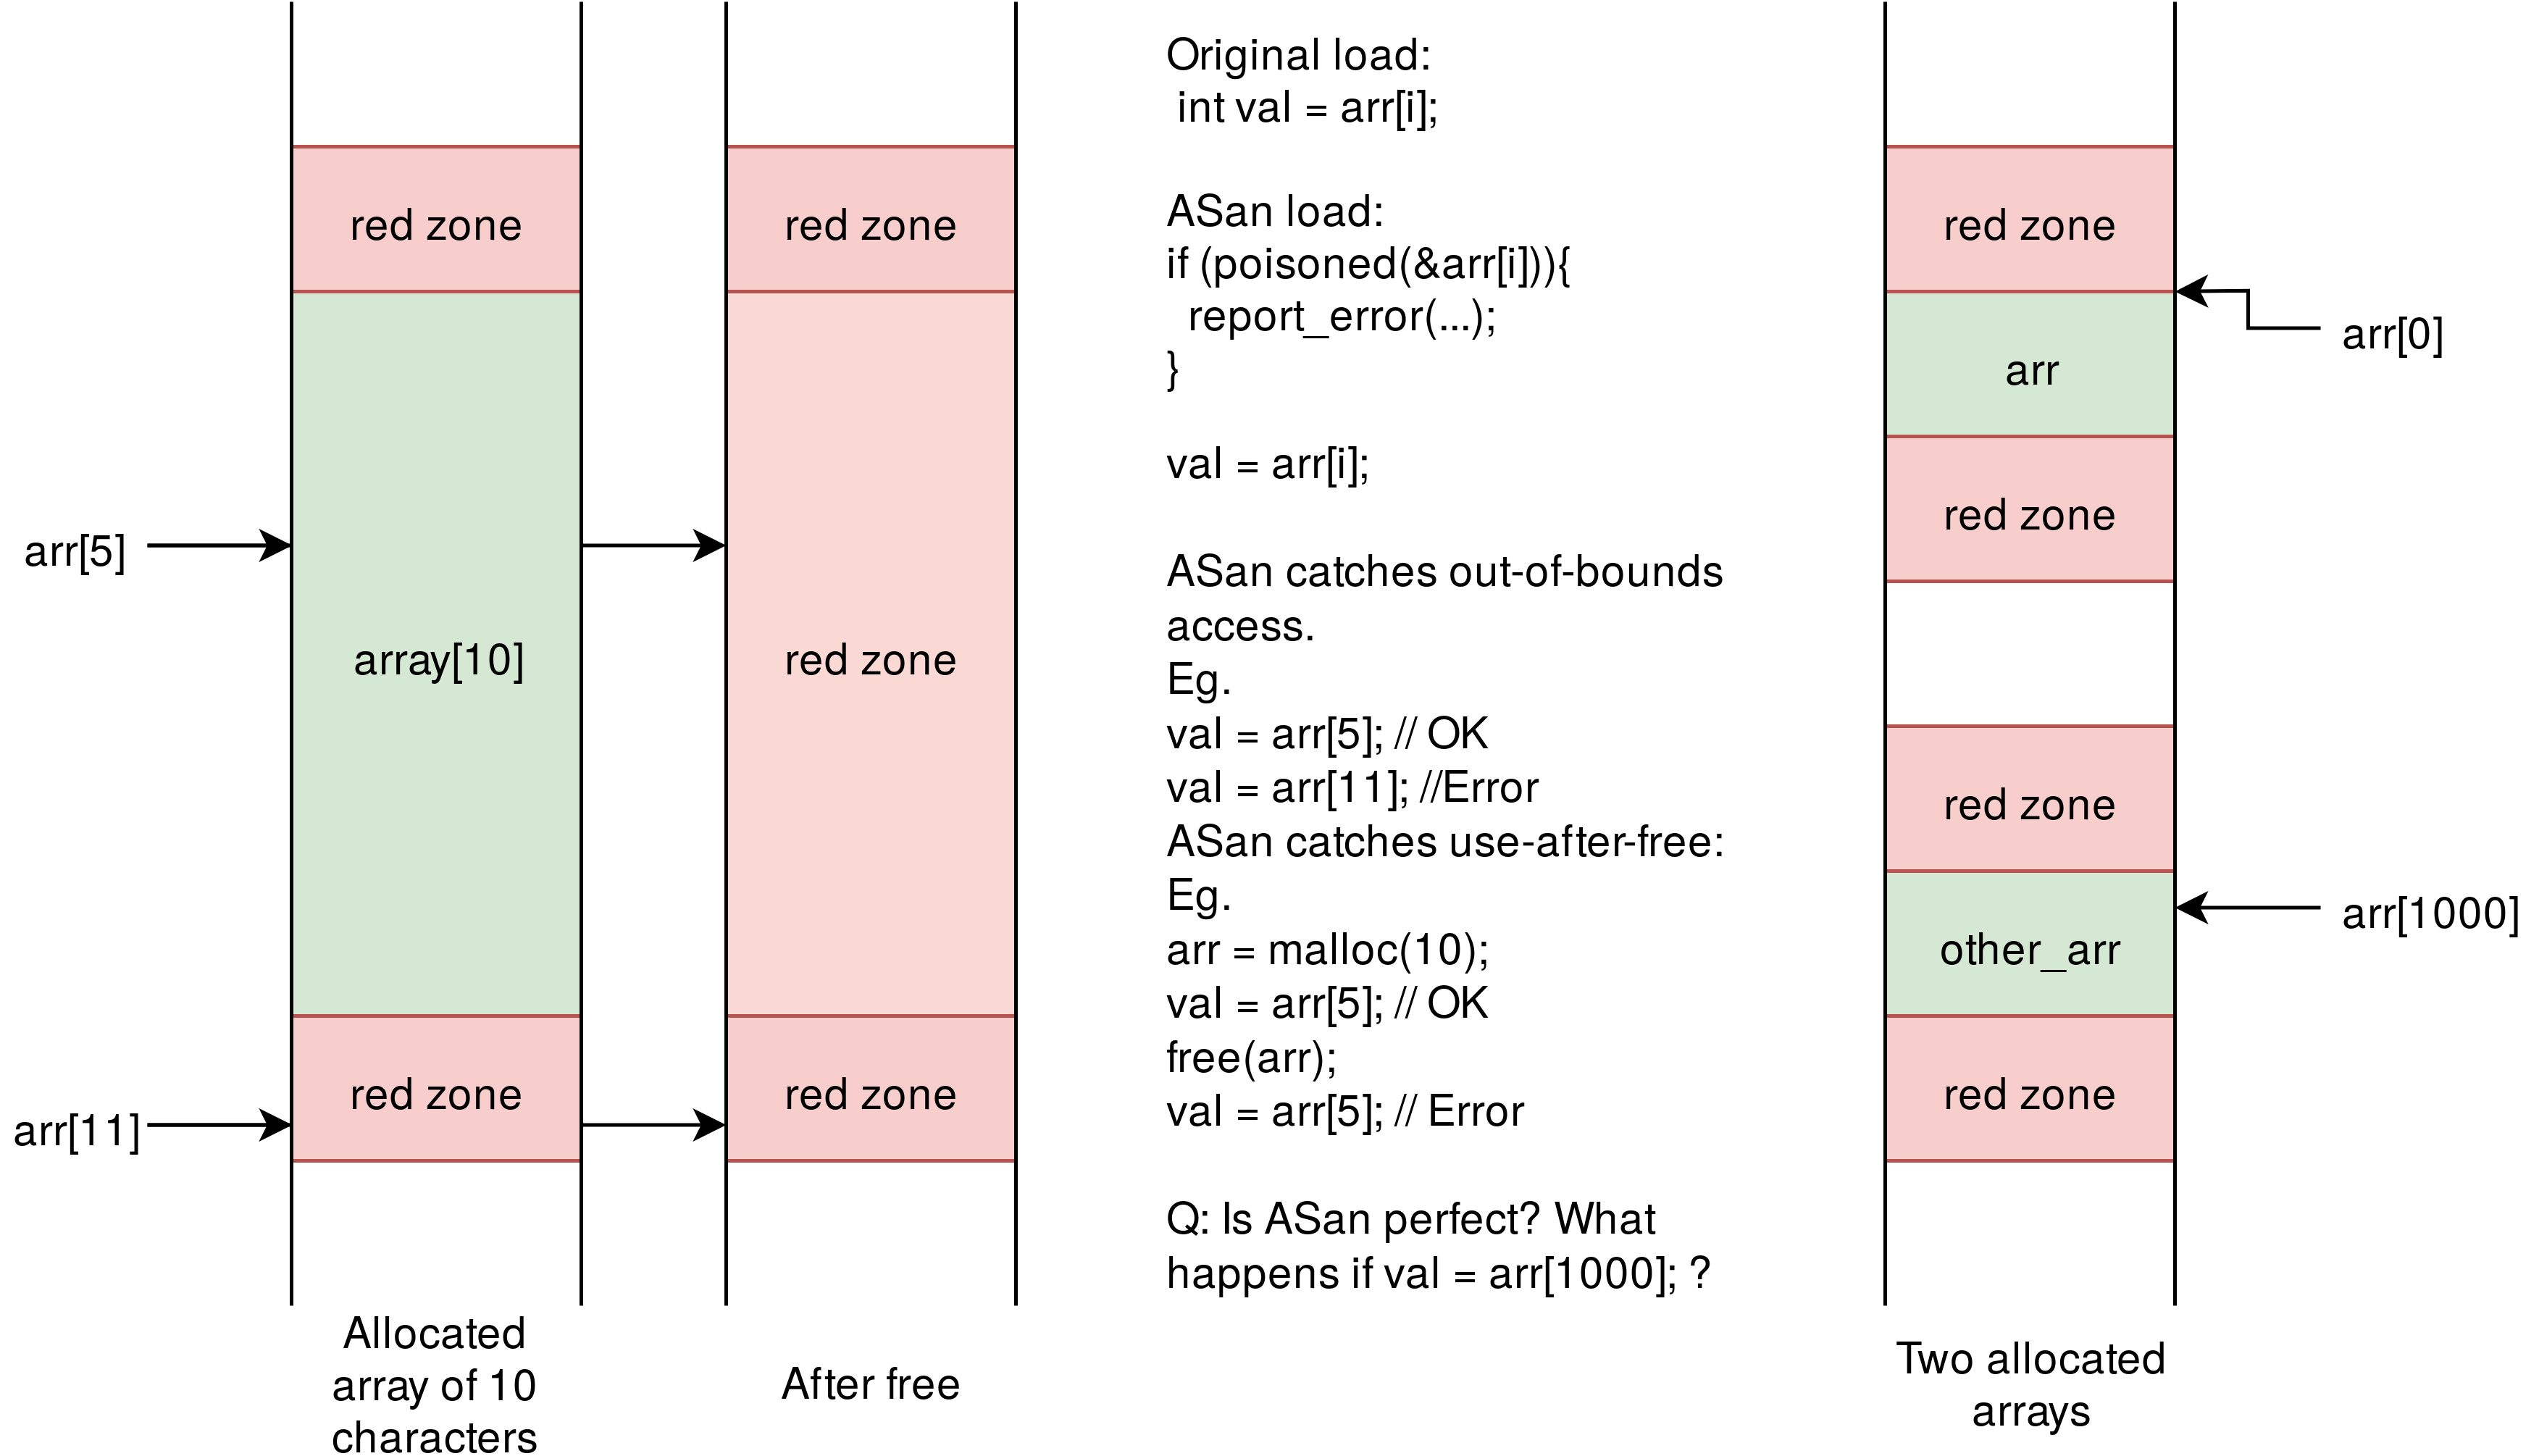 red zone
arr[5]
array[10]
arr[11]
red zone
Allocated
array of 10
characters
red zone
red zone
red zone
After free
Original load:
int val = arr[i];
ASan load:
if (poisoned(&arr[i])){
report_error(...);
}
val = arr[i];
ASan catches out-of-bounds
access.
Eg.
val = arr[5]; // OK
val = arr[11]; //Error
ASan catches use-after-free:
Eg.
arr = malloc(10);
val = arr[5]; // OK
free(arr);
val = arr[5]; // Error
Q: Is ASan perfect? What
happens if val = arr[1000]; ?
red zone
arr[0]
arr
red zone
red zone
arr[1000]
other_arr
red zone
Two allocated
arrays